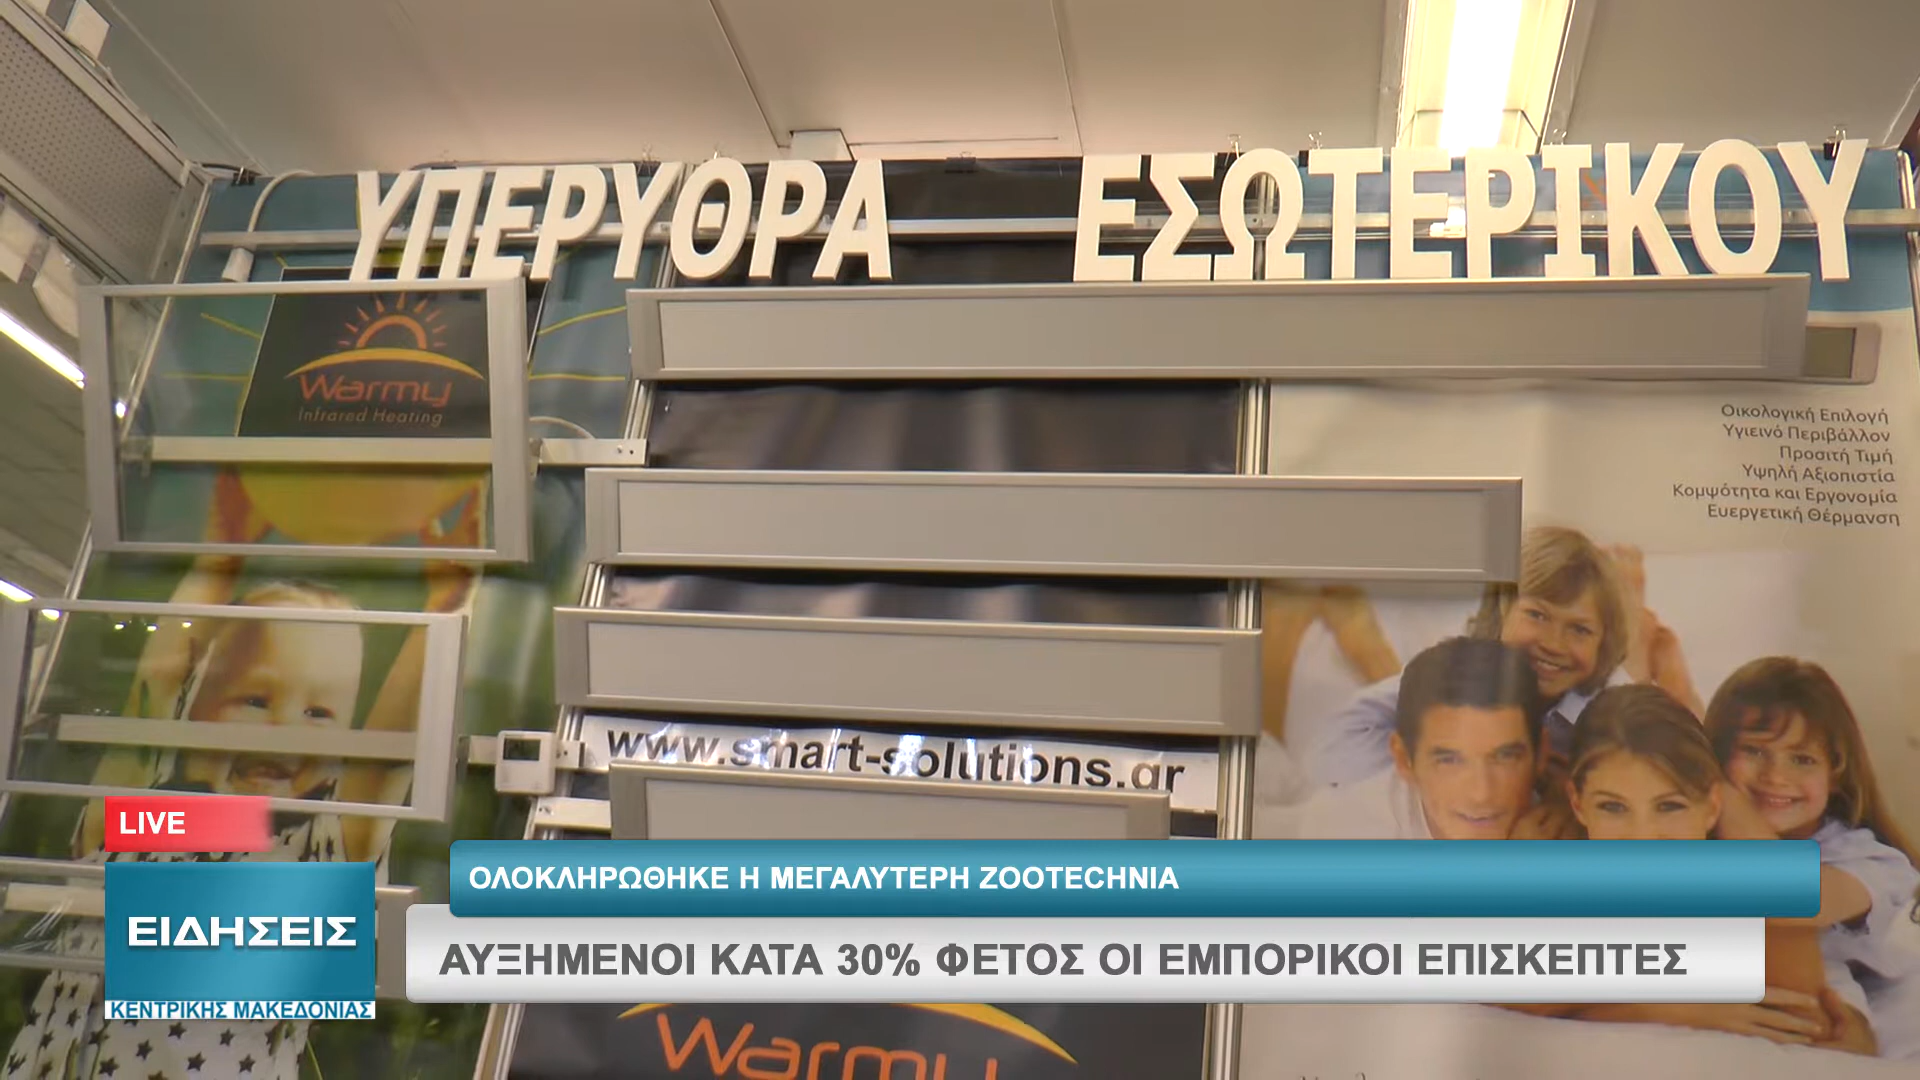 ΥΠΕΡΥΘΡΑ ΕΣΩΤΕΡΙΚΟΥ
Warmy
Infrared Heating
Οικολογική Επιλογή
Υγιεινό Περιβάλλον
Προσιτή Τιμή
Υψηλή Αξιοπιστία
Κομψότητα και Εργονομία
Ευεργετική Θέρμανση
www.smart-solutions.gr
LIVE
ΟΛΟΚΛΗΡΩΘΗΚΕ Η ΜΕΓΑΛΥΤΕΡΗ ZOOTECHNIA
ΕΙΔΗΣΕΙΣ
ΑΥΞΗΜΕΝΟΙ ΚΑΤΑ 30% ΦΕΤΟΣ ΟΙ ΕΜΠΟΡΙΚΟΙ ΕΠΙΣΚΕΠΤΕΣ
ΚΕΝΤΡΙΚΗΣ ΜΑΚΕΔΟΝΙΑΣ
Warmy